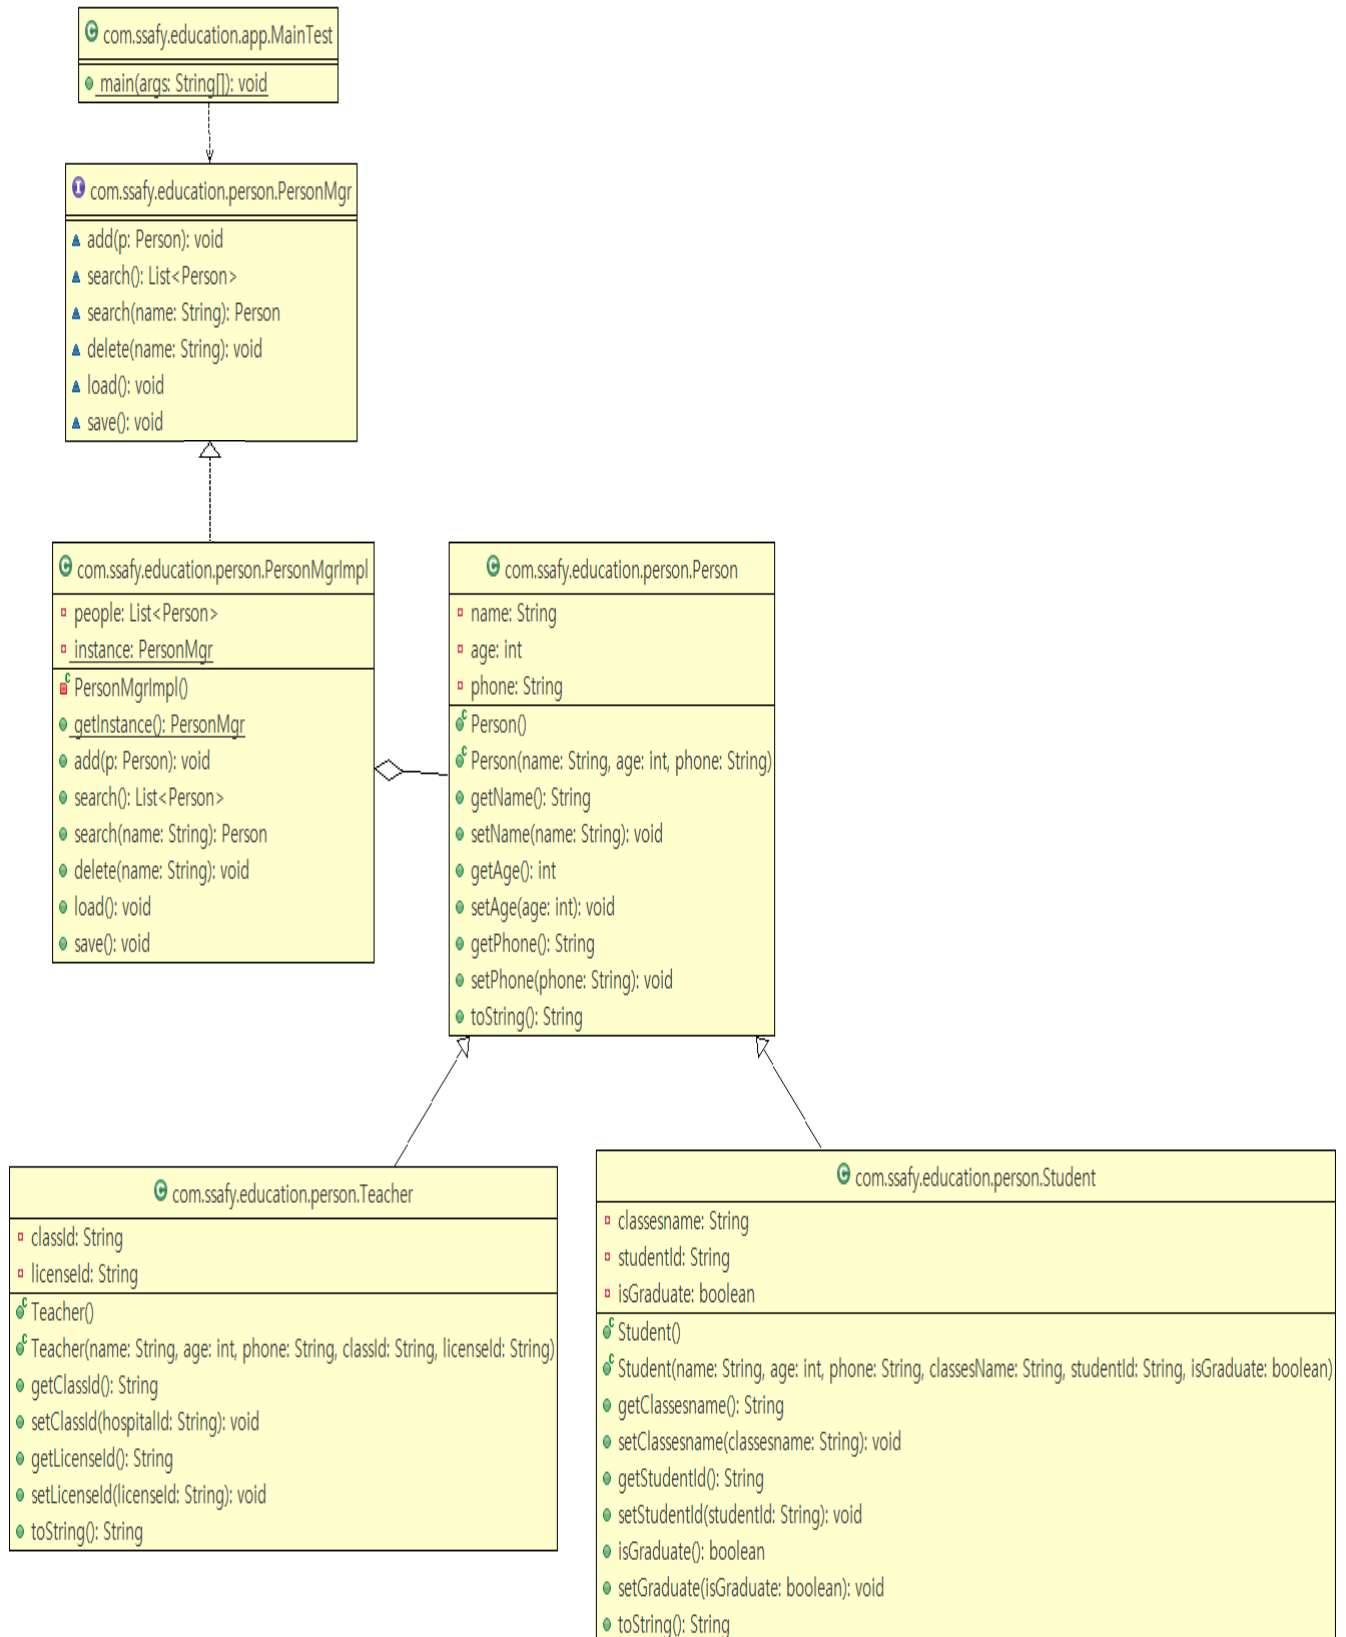 com.ssafy.education.app.MainTest
main(args: String[]): void
com.ssafy.education.person.PersonMgr
add(p: Person): void
search(): List<Person>
search(name: String): Person
delete(name: String): void
load(): void
save(): void
com.ssafy.education.person.PersonMgrImpl
people: List<Person>
instance: PersonMgr
PersonMgrImpl()
getInstance(): PersonMgr
add(p: Person): void
search(): List<Person>
search(name: String): Person
delete(name: String): void
load(): void
save(): void
com.ssafy.education.person.Person
name: String
age: int
phone: String
Person()
Person(name: String, age: int, phone: String)
getName(): String
setName(name: String): void
getAge(): int
setAge(age: int): void
getPhone(): String
setPhone(phone: String): void
toString(): String
com.ssafy.education.person.Teacher
classId: String
licenseId: String
Teacher()
Teacher(name: String, age: int, phone: String, classId: String, licenseId: String)
getClassId(): String
setClassId(hospitalId: String): void
getLicenseId(): String
setLicenseId(licenseId: String): void
toString(): String
com.ssafy.education.person.Student
classesname: String
studentId: String
isGraduate: boolean
Student()
Student(name: String, age: int, phone: String, classesName: String, studentId: String, isGraduate: boolean)
getClassesname(): String
setClassesname(classesname: String): void
getStudentId(): String
setStudentId(studentId: String): void
isGraduate(): boolean
setGraduate(isGraduate: boolean): void
toString(): String